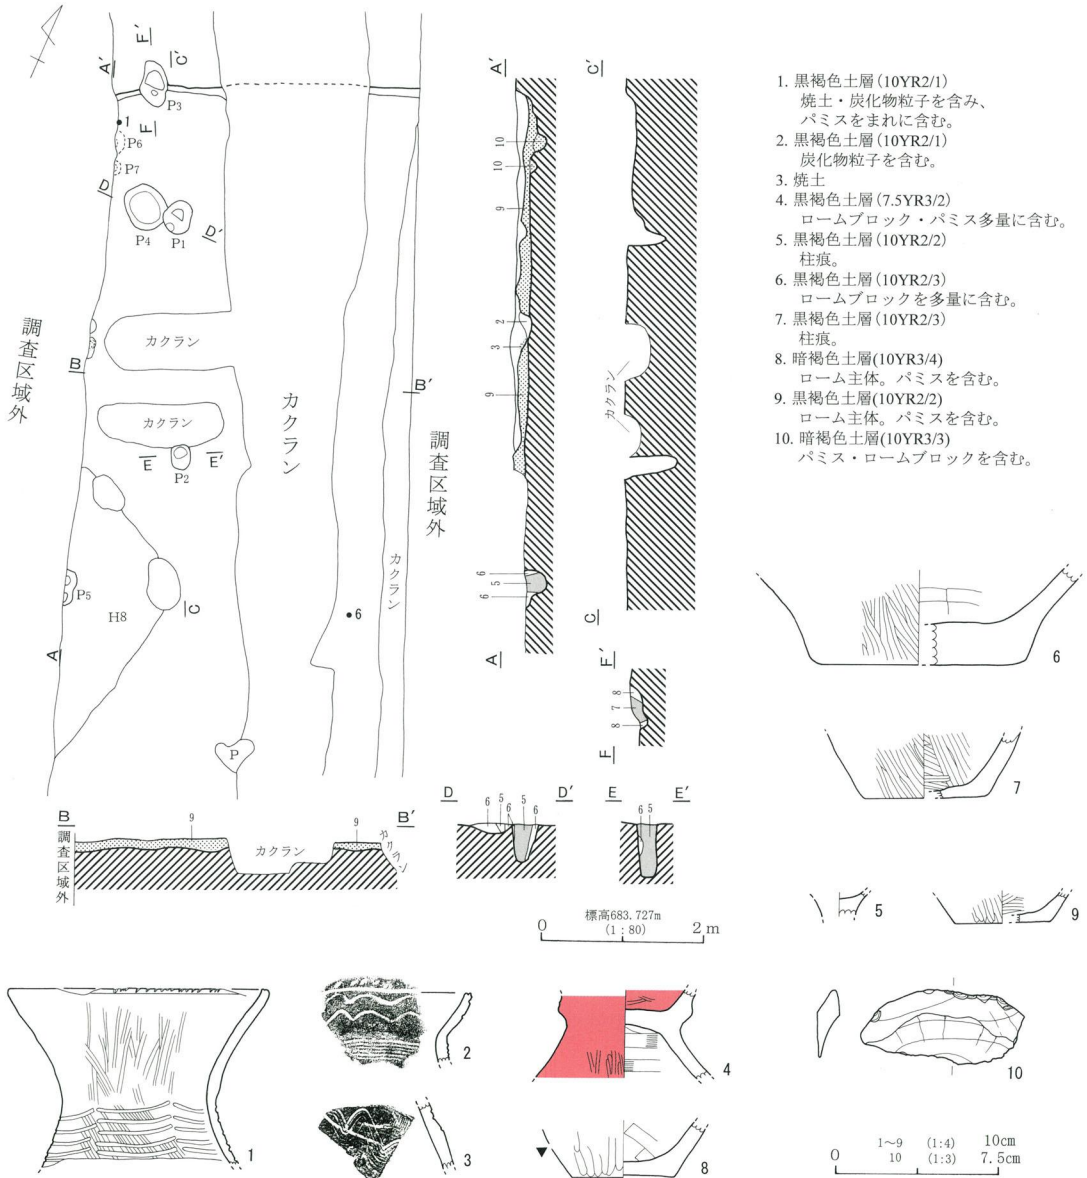 1. 黒褐色土層(10YR2/1)
焼土・炭化物粒子を含み、
パミスをまれに含む。
2. 黒褐色土層(10YR2/1)
炭化物粒子を含む。
3. 焼土
4. 黒褐色土層(7.5YR3/2)
ロームブロック・パミス多量に含む。
5. 黒褐色土層(10YR2/2)
柱痕。
6. 黒褐色土層(10YR2/3)
ロームブロックを多量に含む。
7. 黒褐色土層(10YR2/3)
柱痕。
8. 暗褐色土層(10YR3/4)
ローム主体。パミスを含む。
9. 黒褐色土層(10YR2/2)
ローム主体。パミスを含む。
10. 暗褐色土層(10YR3/3)
パミス・ロームブロックを含む。
F'
A'
C'
P3
1
F
P6
P7
D
P4
P1
D'
調査区域外
カクラン
B
B'
カクラン
カクラン
調査区域外
E
E'
P2
カクラン
P5
H8
C
6
A
P
A'
10
10
9
2
3
9
6
5
6
A
C'
カクラン
C
F'
8
7
8
F
B
B'
9
9
カクラン
カクラン
調査区域外
D
D'
6
5
6
5
6
E
E'
6
5
標高683.727m
0
(1:80)
2m
6
7
5
9
1
2
3
4
8
10
1〜9 (1:4) 10cm
0
10 (1:3) 7.5cm